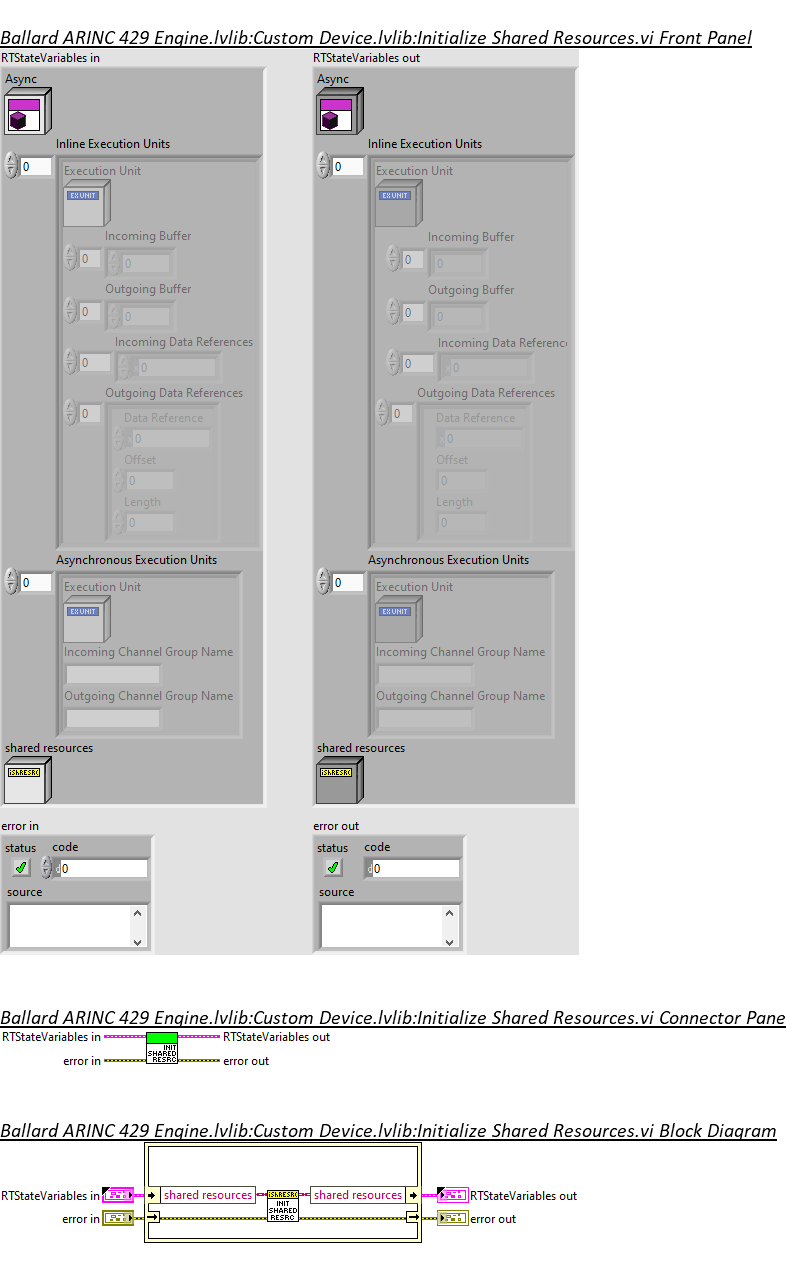 Ballard ARINC 429 Engine.lvlib:Custom Device.lvlib:Initialize Shared Resources.vi Front Panel
RTStateVariables in
RTStateVariables out
Async
Async
Inline Execution Units
Inline Execution Units
0
0
Execution Unit
Execution Unit
EX UNIT
EX UNIT
Incoming Buffer
Incoming Buffer
0 0
0 0
Outgoing Buffer
Outgoing Buffer
0 0
0 0
Incoming Data References
Incoming Data Referenc
0 0
0 0
Outgoing Data References
Outgoing Data References
0
0
Data Reference
Data Reference
0
0
Offset
Offset
0
0
Length
Length
0
0
Asynchronous Execution Units
Asynchronous Execution Units
0
0
Execution Unit
Execution Unit
EX UNIT
EX UNIT
Incoming Channel Group Name
Incoming Channel Group Name
Outgoing Channel Group Name
Outgoing Channel Group Name
shared resources
shared resources
iShRESRC
iShRESRC
error in
error out
status code
status code
0
0
source
source
Ballard ARINC 429 Engine.lvlib:Custom Device.lvlib:Initialize Shared Resources.vi Connector Pane
RTStateVariables in
RTStateVariables out
INIT
SHARED
RESRC
error in
error out
Ballard ARINC 429 Engine.lvlib:Custom Device.lvlib:Initialize Shared Resources.vi Block Diagram
RTStateVariables in
shared resources
iShRESRC
INIT
SHARED
RESRC
shared resources
RTStateVariables out
error in
error out